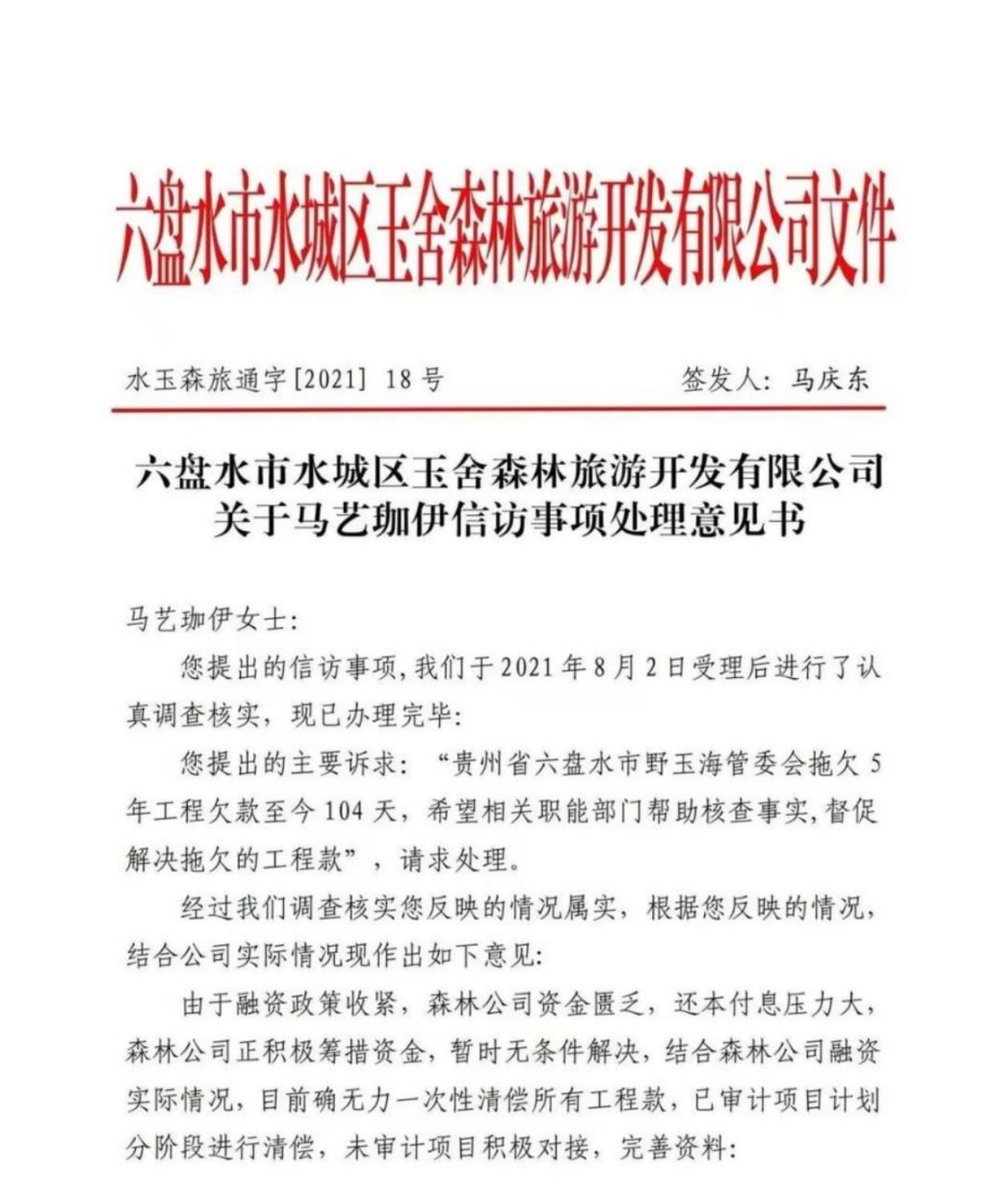 六盘水市水城区玉舍森林旅游开发有限公司文件
水玉森旅通字[2021] 18 号 签发人：马庆东
六盘水市水城区玉舍森林旅游开发有限公司
关于马艺珈伊信访事项处理意见书
马艺珈伊女士：
您提出的信访事项,我们于 2021 年 8 月 2 日受理后进行了认
真调查核实，现已办理完毕：
您提出的主要诉求：“贵州省六盘水市野玉海管委会拖欠 5
年工程欠款至今 104 天，希望相关职能部门帮助核查事实,督促
解决拖欠的工程款”，请求处理。
经过我们调查核实您反映的情况属实，根据您反映的情况，
结合公司实际情况现作出如下意见：
由于融资政策收紧，森林公司资金匮乏，还本付息压力大，
森林公司正积极筹措资金，暂时无条件解决，结合森林公司融资
实际情况，目前确无力一次性清偿所有工程款，已审计项目计划
分阶段进行清偿，未审计项目积极对接，完善资料：